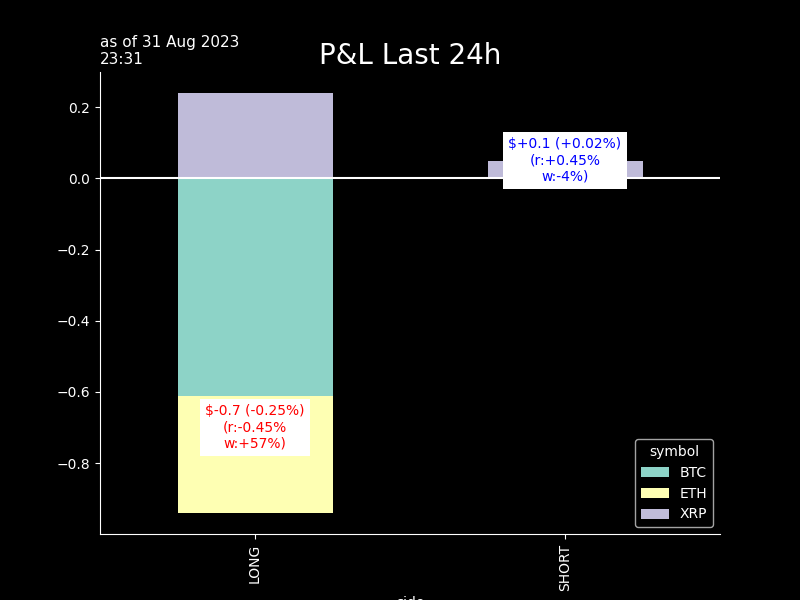 as of 31 Aug 2023
23:31
P&L Last 24h
0.2
0.0
−0.2
−0.4
−0.6
−0.8
$+0.1 (+0.02%)
(r:+0.45%
w:-4%)
$-0.7 (-0.25%)
(r:-0.45%
w:+57%)
symbol
BTC
ETH
XRP
LONG
SHORT